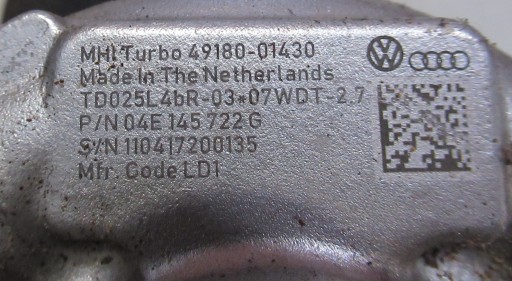 MHI Turbo 49180-01430
Made in The Netherlands
TD025L4bR-03*07WDT-2.7
P/N 04E 145 722 G
S/N 110417200135
Mfr. Code LD1